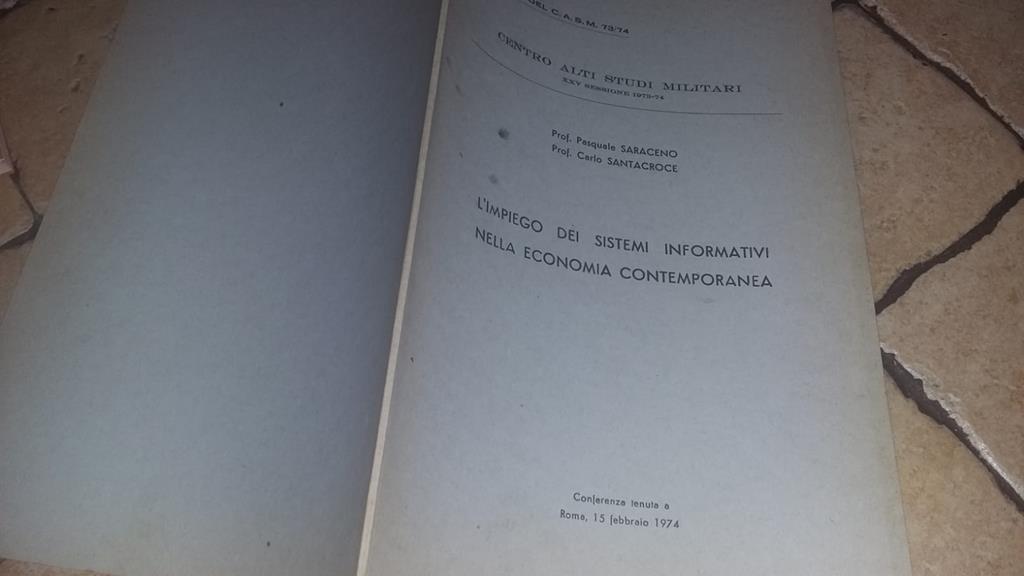 DEL C.A.S.M. 73/74
CENTRO ALTI STUDI MILITARI
XXV SESSIONE 1973-74
Prof. Pasquale SARACENO
Prof. Carlo SANTACROCE
L'IMPIEGO DEI SISTEMI INFORMATIVI
NELLA ECONOMIA CONTEMPORANEA
Conferenza tenuta a
Roma, 15 febbraio 1974